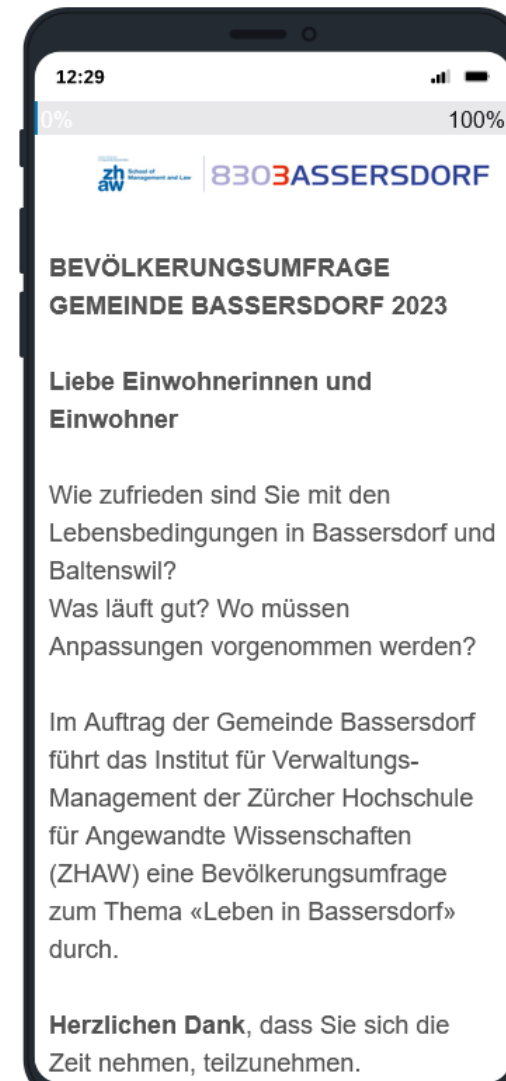 12:29
0% 100%
zh
aw School of
Management and Law 8303ASSERSDORF
BEVÖLKERUNGSUMFRAGE
GEMEINDE BASSERSDORF 2023
Liebe Einwohnerinnen und
Einwohner
Wie zufrieden sind Sie mit den
Lebensbedingungen in Bassersdorf und
Baltenswil?
Was läuft gut? Wo müssen
Anpassungen vorgenommen werden?
Im Auftrag der Gemeinde Bassersdorf
führt das Institut für Verwaltungs-
Management der Zürcher Hochschule
für Angewandte Wissenschaften
(ZHAW) eine Bevölkerungsumfrage
zum Thema «Leben in Bassersdorf»
durch.
Herzlichen Dank, dass Sie sich die
Zeit nehmen, teilzunehmen.